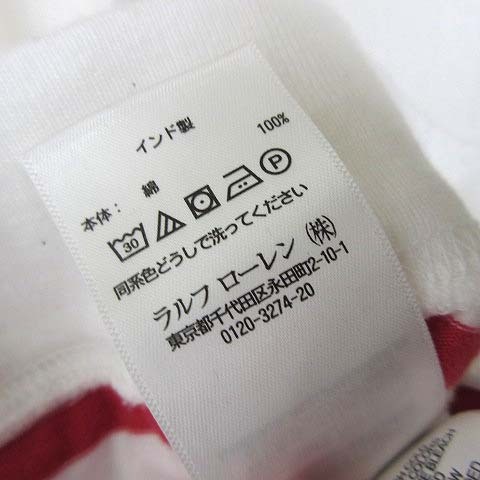 インド製
本体： 綿 100%
30 P
同系色どうしで洗ってください
ラルフ ローレン (株)
東京都千代田区永田町2-10-1
0120-3274-20